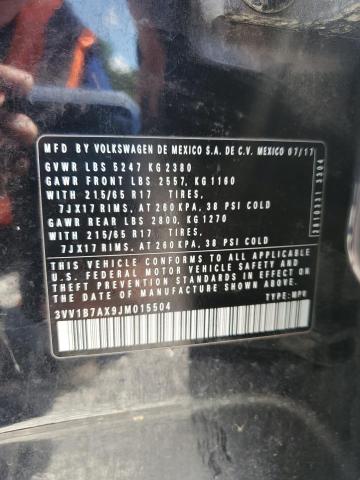 MFD BY VOLKSWAGEN DE MEXICO S.A. DE C.V. MEXICO 07/17
GVWR LBS 5247 KG 2380
GAWR FRONT LBS 2557, KG 1160
WITH 215/65 R17 TIRES,
7JX17 RIMS, AT 260 KPA, 38 PSI COLD
GAWR REAR LBS 2800, KG 1270
WITH 215/65 R17 TIRES,
7JX17 RIMS, AT 260 KPA, 38 PSI COLD
THIS VEHICLE CONFORMS TO ALL APPLICABLE
U.S. FEDERAL MOTOR VEHICLE SAFETY AND
THEFT PREVENTION STANDARDS IN EFFECT ON
THE DATE OF MANUFACTURE SHOWN ABOVE.
3VV1B7AX9JM015504 TYPE: MPV